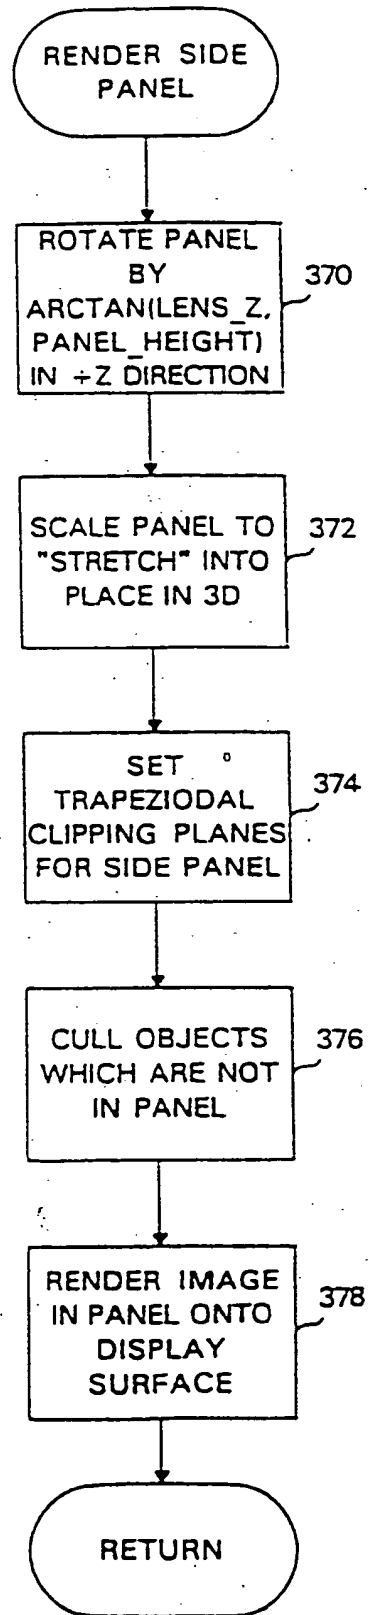 RENDER SIDE
PANEL
ROTATE PANEL
BY
ARCTAN(LENS_Z,
PANEL_HEIGHT)
IN +Z DIRECTION
370
SCALE PANEL TO
"STRETCH" INTO
PLACE IN 3D
372
SET
TRAPEZIODAL
CLIPPING PLANES
FOR SIDE PANEL
374
CULL OBJECTS
WHICH ARE NOT
IN PANEL
376
RENDER IMAGE
IN PANEL ONTO
DISPLAY
SURFACE
378
RETURN